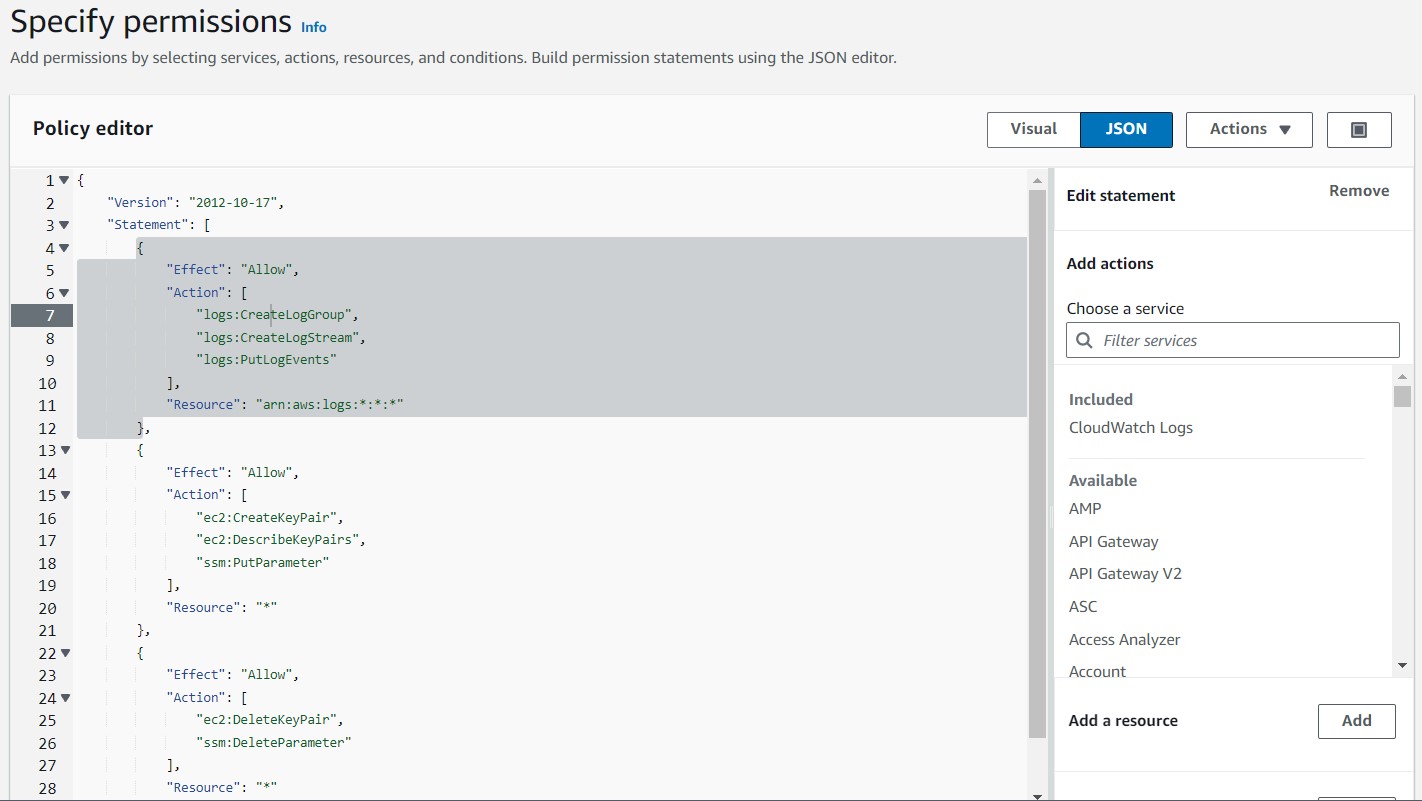 Specify permissions Info
Add permissions by selecting services, actions, resources, and conditions. Build permission statements using the JSON editor.
Policy editor
Visual JSON Actions
1 {
2 "Version": "2012-10-17",
3 "Statement": [
4 {
5 "Effect": "Allow",
6 "Action": [
7 "logs:CreateLogGroup",
8 "logs:CreateLogStream",
9 "logs:PutLogEvents"
10 ],
11 "Resource": "arn:aws:logs:*:*:*"
12 },
13 {
14 "Effect": "Allow",
15 "Action": [
16 "ec2:CreateKeyPair",
17 "ec2:DescribeKeyPairs",
18 "ssm:PutParameter"
19 ],
20 "Resource": "*"
21 },
22 {
23 "Effect": "Allow",
24 "Action": [
25 "ec2:DeleteKeyPair",
26 "ssm:DeleteParameter"
27 ],
28 "Resource": "*"
Edit statement Remove
Add actions
Choose a service
Filter services
Included
CloudWatch Logs
Available
AMP
API Gateway
API Gateway V2
ASC
Access Analyzer
Account
Add a resource Add